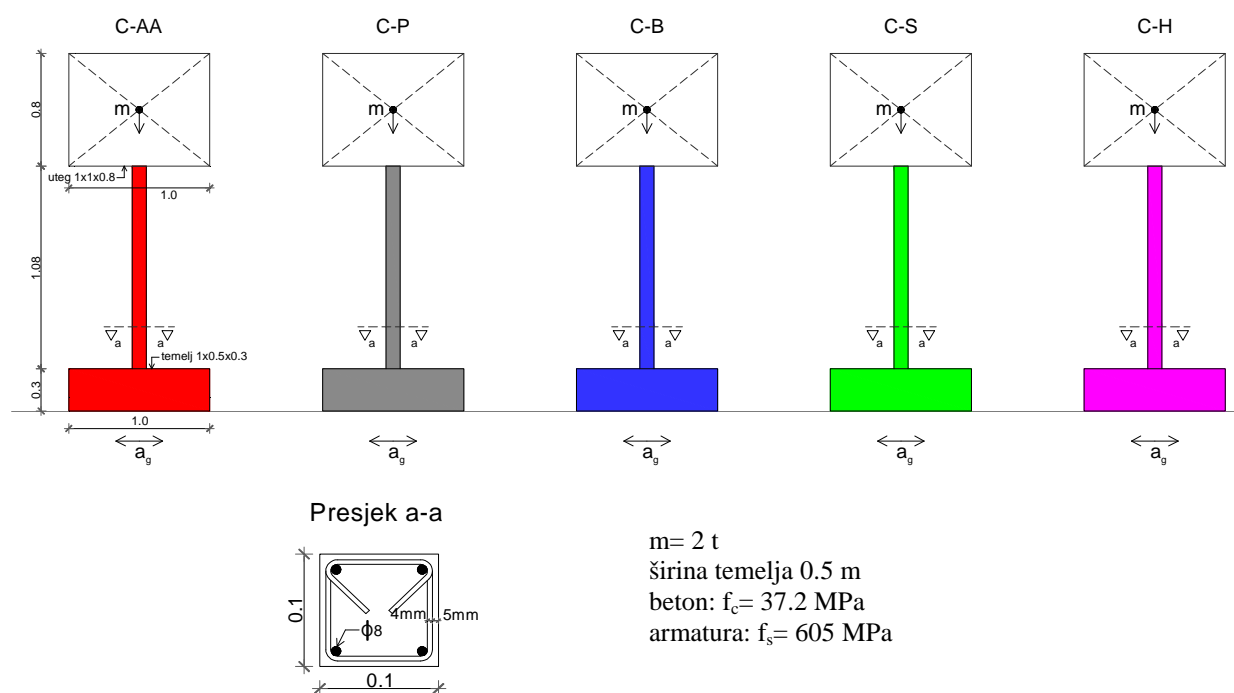 C-AA C-P C-B C-S C-H
0.8
m m m m m
uteg 1x1x0.8
1.0
1.08
a a a a a a a a a a
temelj 1x0.5x0.3
0.3
1.0
a_g a_g a_g a_g a_g
Presjek a-a
0.1
4mm 5mm
ϕ8
0.1
m= 2 t
širina temelja 0.5 m
beton: f_c= 37.2 MPa
armatura: f_s= 605 MPa